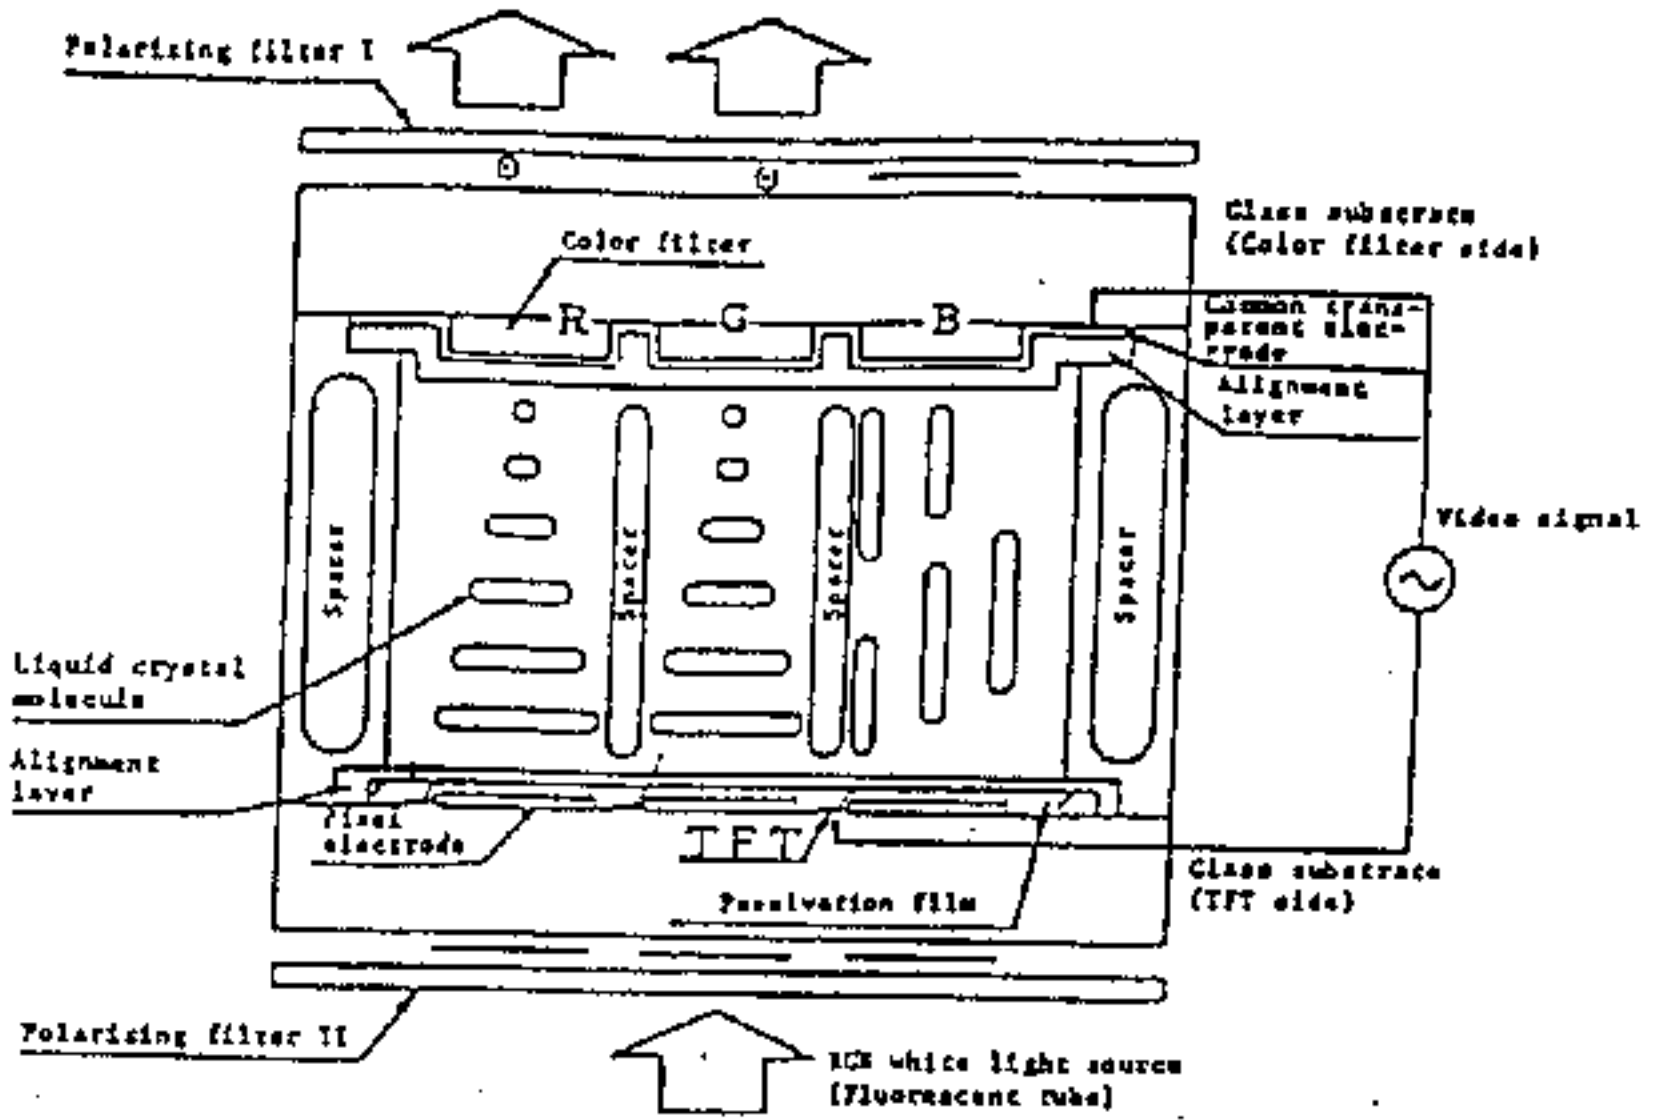 Polarizing filter I
Color filter
Glass substrate
(Color filter side)
R G B
Common trans-
parent elec-
trode
Alignment
layer
Video signal
Spacer
Spacer
Spacer
Spacer
Liquid crystal
molecule
Alignment
layer
Pixel
electrode
TFT
Passivation film
Glass substrate
(TFT side)
Polarizing filter II
white light source
(Fluorescent tube)